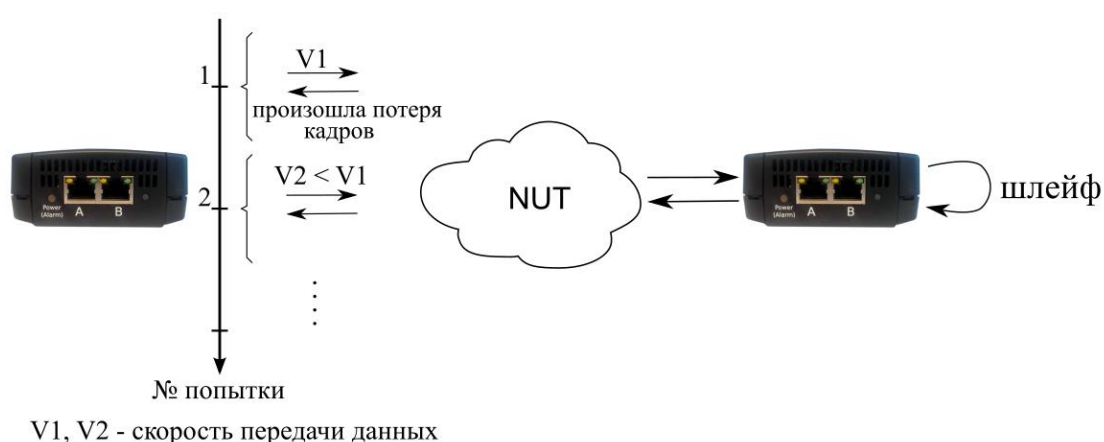 1
V1
произошла потеря
кадров
2
V2 < V1
Power
(Alarm)
A
B
NUT
Power
(Alarm)
A
B
шлейф
№ попытки
V1, V2 - скорость передачи данных